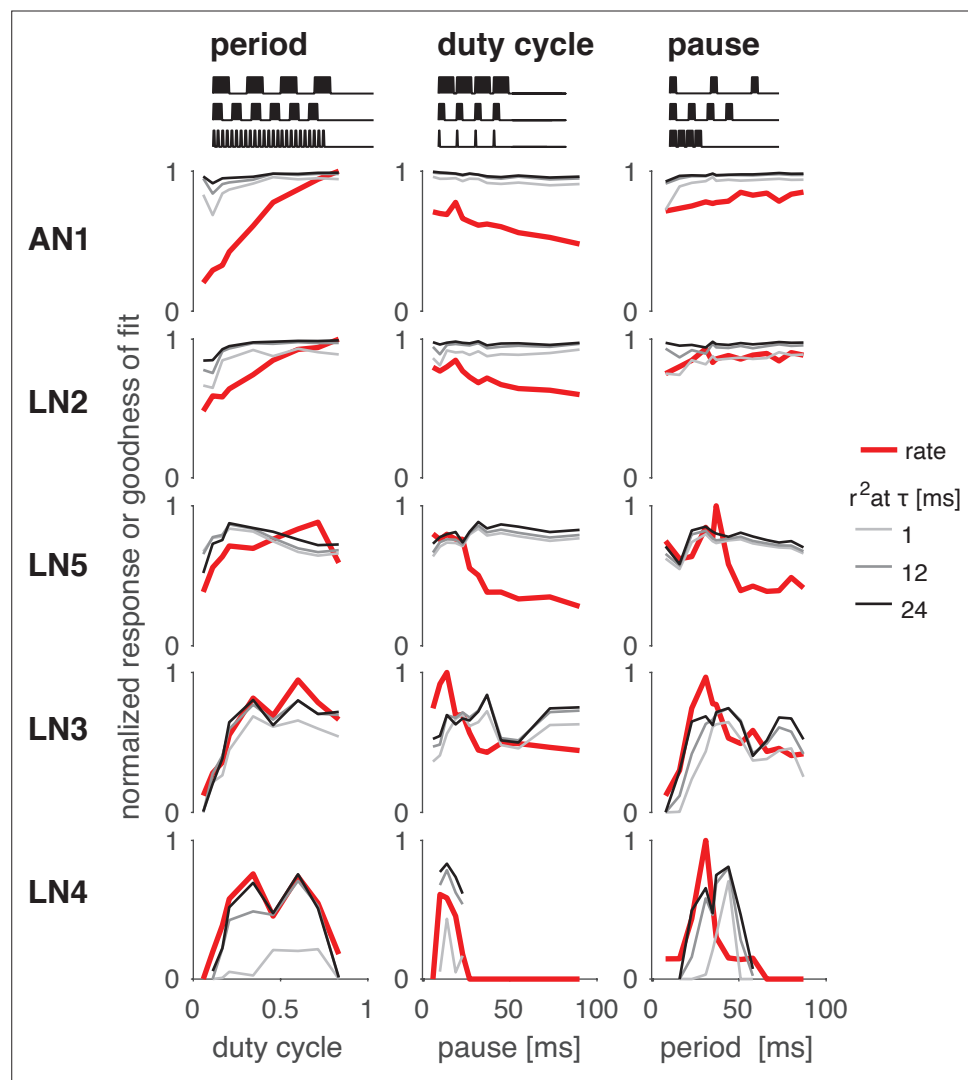 period duty cycle pause
AN1
1
0
LN2
1
0
LN5
1
0
LN3
1
0
LN4
1
0
normalized response or goodness of fit
rate
r² at τ [ms]
1
12
24
0 0.5 1
0 50 100
0 50 100
duty cycle pause [ms] period [ms]